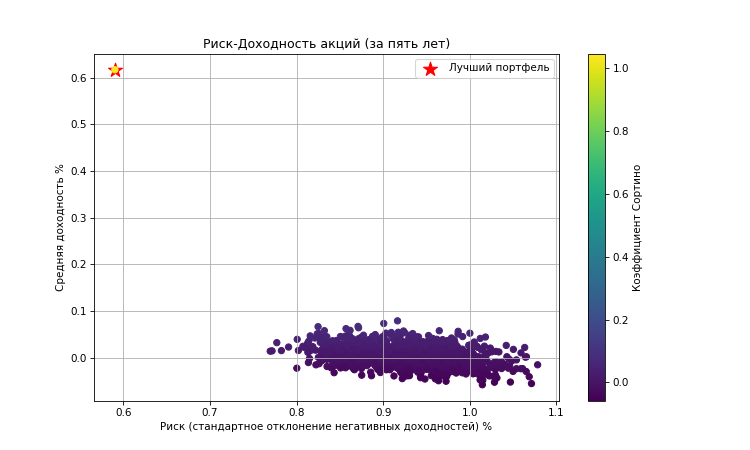 Риск-Доходность акций (за пять лет)
Лучший портфель
Средняя доходность %
0.6
0.5
0.4
0.3
0.2
0.1
0.0
0.6 0.7 0.8 0.9 1.0 1.1
Риск (стандартное отклонение негативных доходностей) %
1.0
0.8
0.6
0.4
0.2
0.0
Коэффициент Сортино